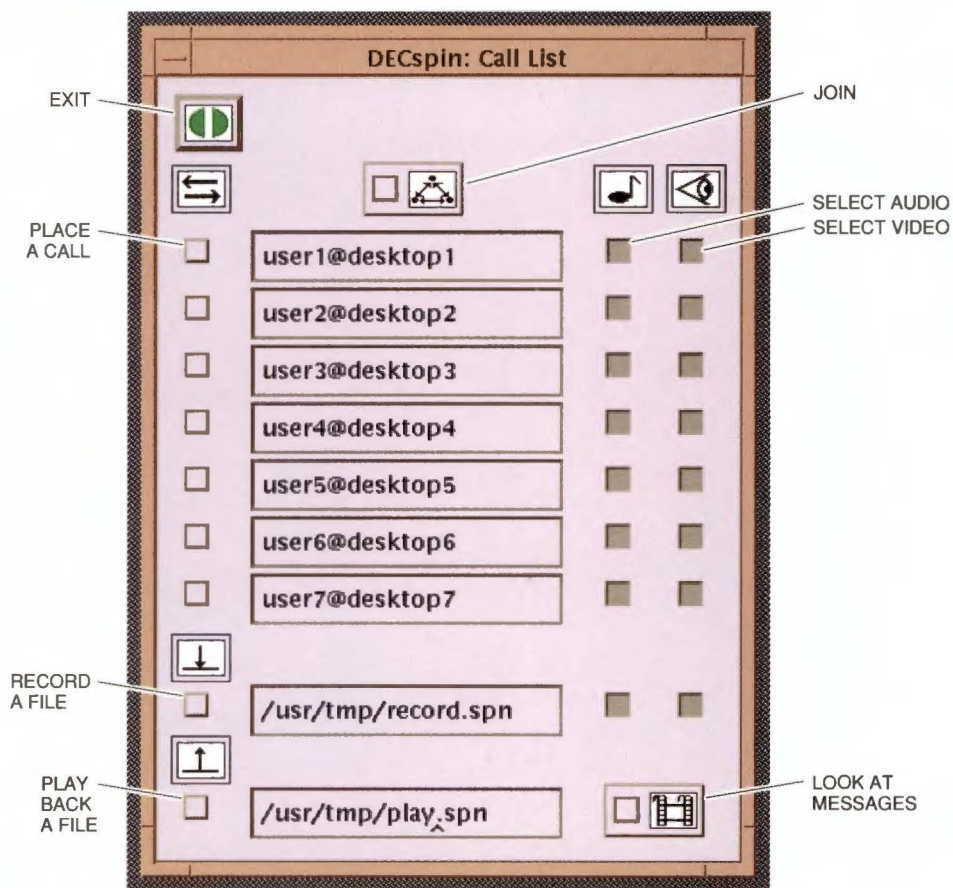 DECspin: Call List
EXIT
JOIN
SELECT AUDIO
SELECT VIDEO
PLACE
A CALL
user1@desktop1
user2@desktop2
user3@desktop3
user4@desktop4
user5@desktop5
user6@desktop6
user7@desktop7
RECORD
A FILE
/usr/tmp/record.spn
PLAY
BACK
A FILE
/usr/tmp/play.spn
LOOK AT
MESSAGES